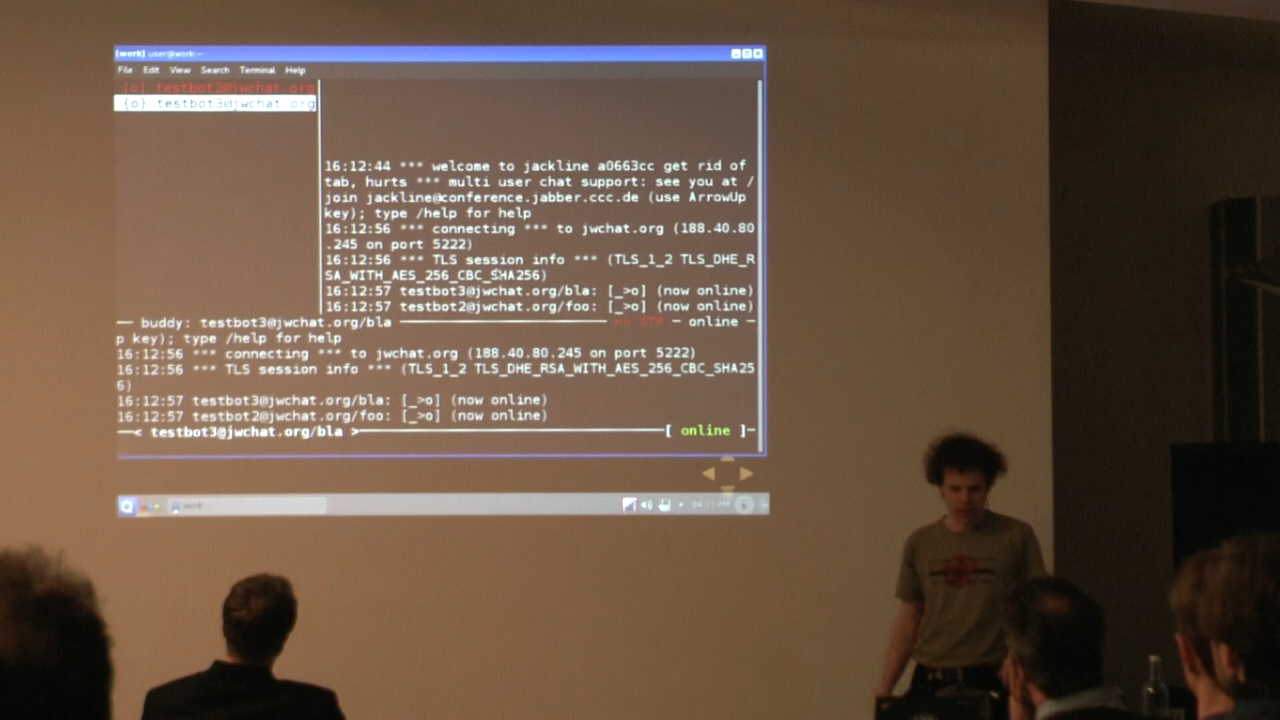 [work] user@work:~
File Edit View Search Terminal Help
{o} testbot2@jwchat.org
{o} testbot3@jwchat.org
16:12:44 *** welcome to jackline a0663cc get rid of
tab, hurts *** multi user chat support: see you at /
join jackline@conference.jabber.ccc.de (use ArrowUp
key); type /help for help
16:12:56 *** connecting *** to jwchat.org (188.40.80
.245 on port 5222)
16:12:56 *** TLS session info *** (TLS_1_2 TLS_DHE_R
SA_WITH_AES_256_CBC_SHA256)
16:12:57 testbot3@jwchat.org/bla: [_>o] (now online)
16:12:57 testbot2@jwchat.org/foo: [_>o] (now online)
— buddy: testbot3@jwchat.org/bla — no OTR — online —
p key); type /help for help
16:12:56 *** connecting *** to jwchat.org (188.40.80.245 on port 5222)
16:12:56 *** TLS session info *** (TLS_1_2 TLS_DHE_RSA_WITH_AES_256_CBC_SHA25
6)
16:12:57 testbot3@jwchat.org/bla: [_>o] (now online)
16:12:57 testbot2@jwchat.org/foo: [_>o] (now online)
—< testbot3@jwchat.org/bla >—[ online ]—
work